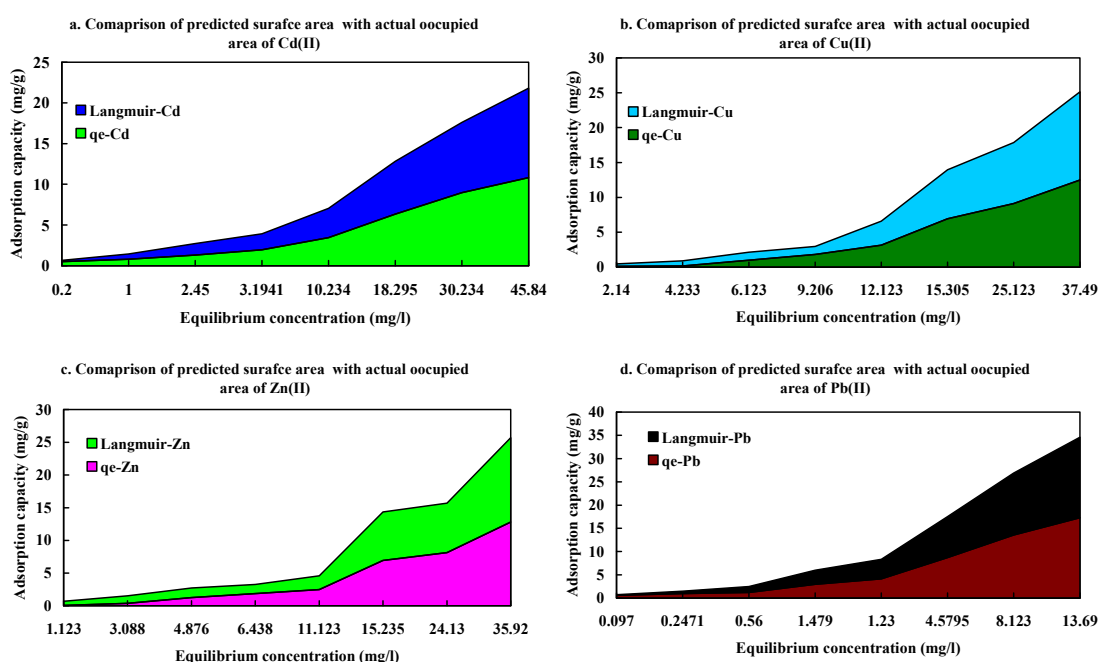 a. Comaprison of predicted surafce area with actual oocupied
area of Cd(II)
Adsorption capacity (mg/g)
25
20
15
10
5
0
Langmuir-Cd
qe-Cd
0.2 1 2.45 3.1941 10.234 18.295 30.234 45.84
Equilibrium concentration (mg/l)
b. Comaprison of predicted surafce area with actual oocupied
area of Cu(II)
Adsorption capacity (mg/g)
30
25
20
15
10
5
0
Langmuir-Cu
qe-Cu
2.14 4.233 6.123 9.206 12.123 15.305 25.123 37.49
Equilibrium concentration (mg/l)
c. Comaprison of predicted surafce area with actual oocupied
area of Zn(II)
Adsorption capacity (mg/g)
30
25
20
15
10
5
0
Langmuir-Zn
qe-Zn
1.123 3.088 4.876 6.438 11.123 15.235 24.13 35.92
Equilibrium concentration (mg/l)
d. Comaprison of predicted surafce area with actual oocupied
area of Pb(II)
Adsorption capacity (mg/g)
40
35
30
25
20
15
10
5
0
Langmuir-Pb
qe-Pb
0.097 0.2471 0.56 1.479 1.23 4.5795 8.123 13.69
Equilibrium concentration (mg/l)